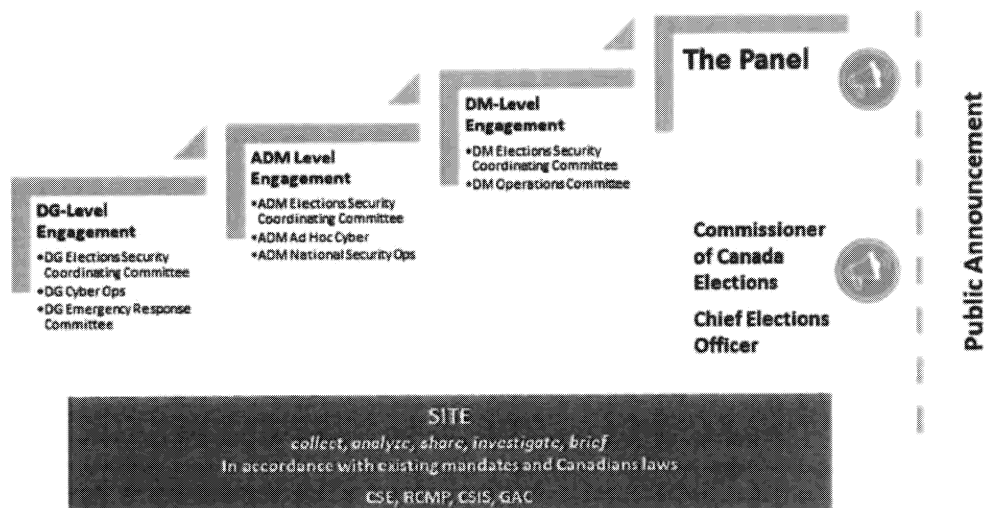 The Panel
DM-Level
Engagement
•DM Elections Security
Coordinating Committee
•DM Operations Committee
ADM Level
Engagement
•ADM Elections Security
Coordinating Committee
•ADM Ad Hoc Cyber
•ADM National Security Ops
DG-Level
Engagement
•DG Elections Security
Coordinating Committee
•DG Cyber Ops
•DG Emergency Response
Committee
Commissioner
of Canada
Elections
Chief Elections
Officer
Public Announcement
SITE
collect, analyze, share, investigate, brief
In accordance with existing mandates and Canadians laws
CSE, RCMP, CSIS, GAC